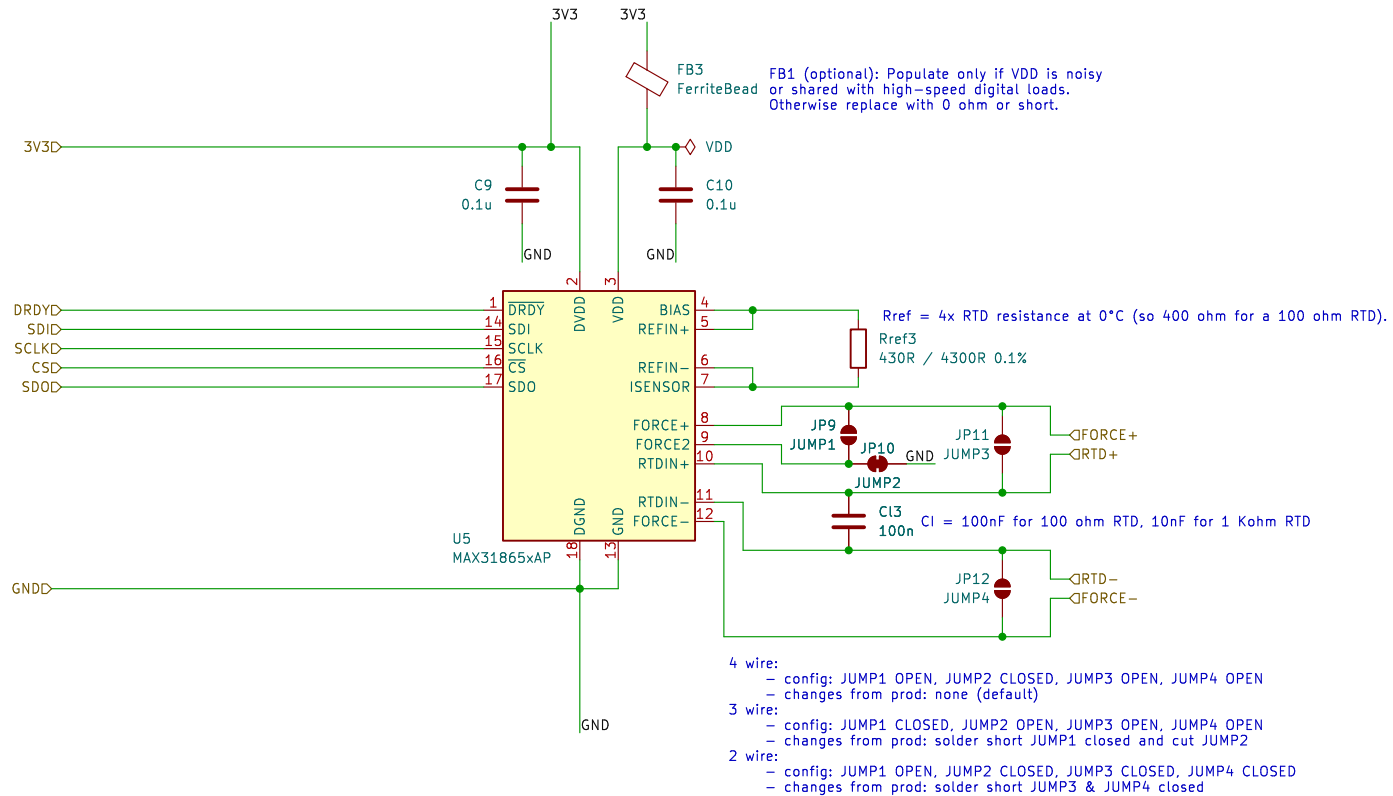 3V3
3V3
FB3
FerriteBead
FB1 (optional): Populate only if VDD is noisy
or shared with high-speed digital loads.
Otherwise replace with 0 ohm or short.
3V3
VDD
C9
0.1u
C10
0.1u
GND
GND
2
3
DVDD
VDD
DRDY
SDI
SCLK
CS
SDO
1
14
15
16
17
DRDY
SDI
SCLK
CS
SDO
BIAS
REFIN+
REFIN-
ISENSOR
FORCE+
FORCE2
RTDIN+
RTDIN-
FORCE-
4
5
6
7
8
9
10
11
12
Rref = 4x RTD resistance at 0°C (so 400 ohm for a 100 ohm RTD).
Rref3
430R / 4300R 0.1%
JP9
JUMP1
JP10
GND
JUMP2
JP11
JUMP3
FORCE+
RTD+
CI3
100n
CI = 100nF for 100 ohm RTD, 10nF for 1 Kohm RTD
JP12
JUMP4
RTD-
FORCE-
DGND
GND
18
13
U5
MAX31865xAP
GND
GND
4 wire:
- config: JUMP1 OPEN, JUMP2 CLOSED, JUMP3 OPEN, JUMP4 OPEN
- changes from prod: none (default)
3 wire:
- config: JUMP1 CLOSED, JUMP2 OPEN, JUMP3 OPEN, JUMP4 OPEN
- changes from prod: solder short JUMP1 closed and cut JUMP2
2 wire:
- config: JUMP1 OPEN, JUMP2 CLOSED, JUMP3 CLOSED, JUMP4 CLOSED
- changes from prod: solder short JUMP3 & JUMP4 closed